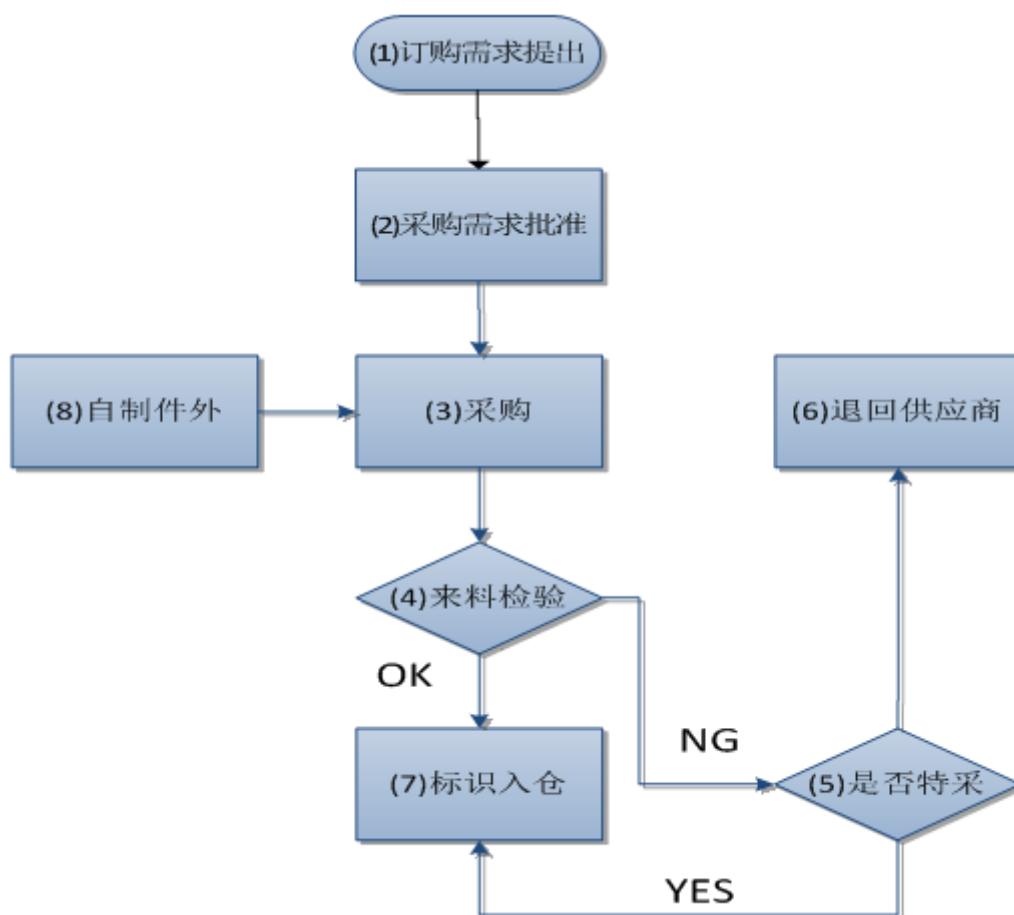 (1)订购需求提出
(2)采购需求批准
(8)自制件外
(3)采购
(6)退回供应商
(4)来料检验
OK
NG
(7)标识入仓
(5)是否特采
YES